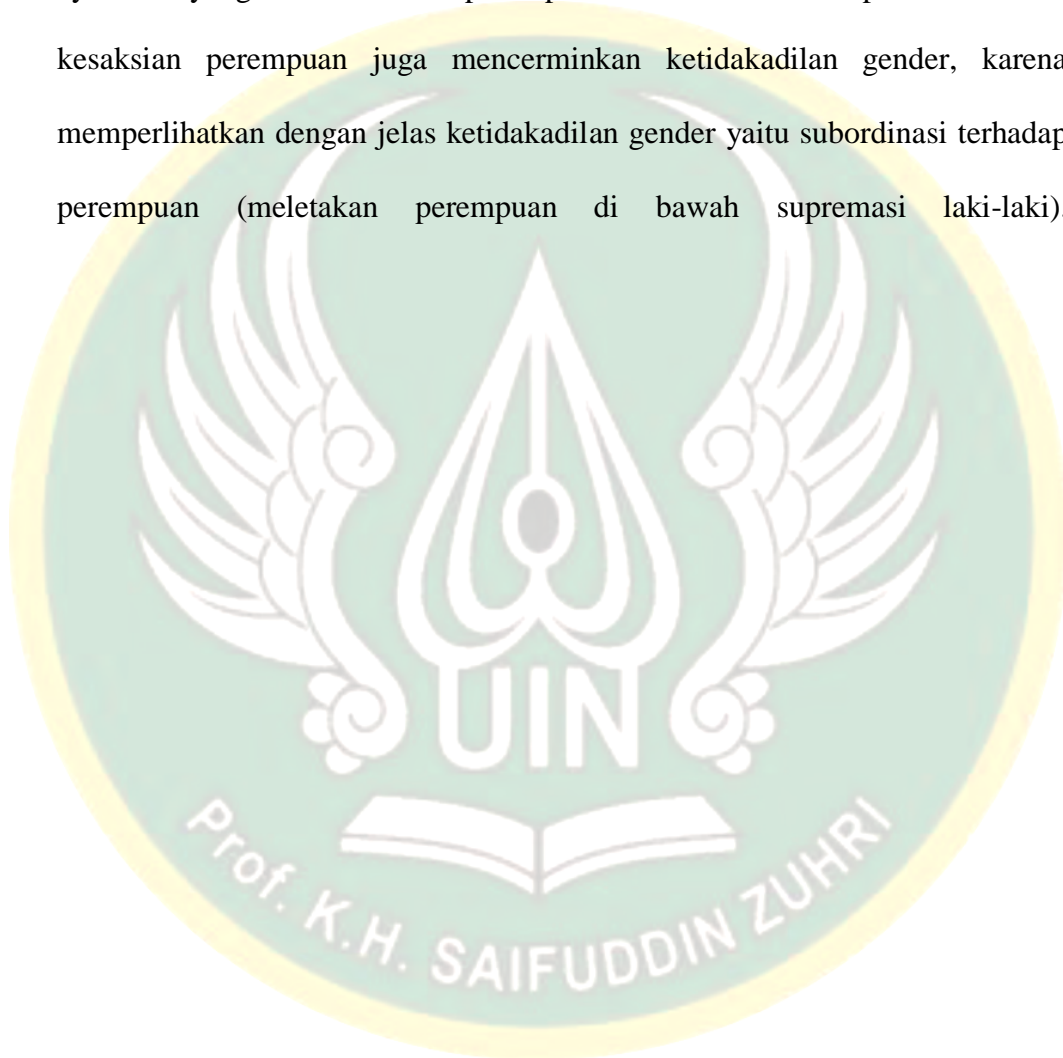 kesaksian perempuan juga mencerminkan ketidakadilan gender, karena
memperlihatkan dengan jelas ketidakadilan gender yaitu subordinasi terhadap
perempuan (meletakan perempuan di bawah supremasi laki-laki).
UIN
Prof. K.H. SAIFUDDIN ZUHRI